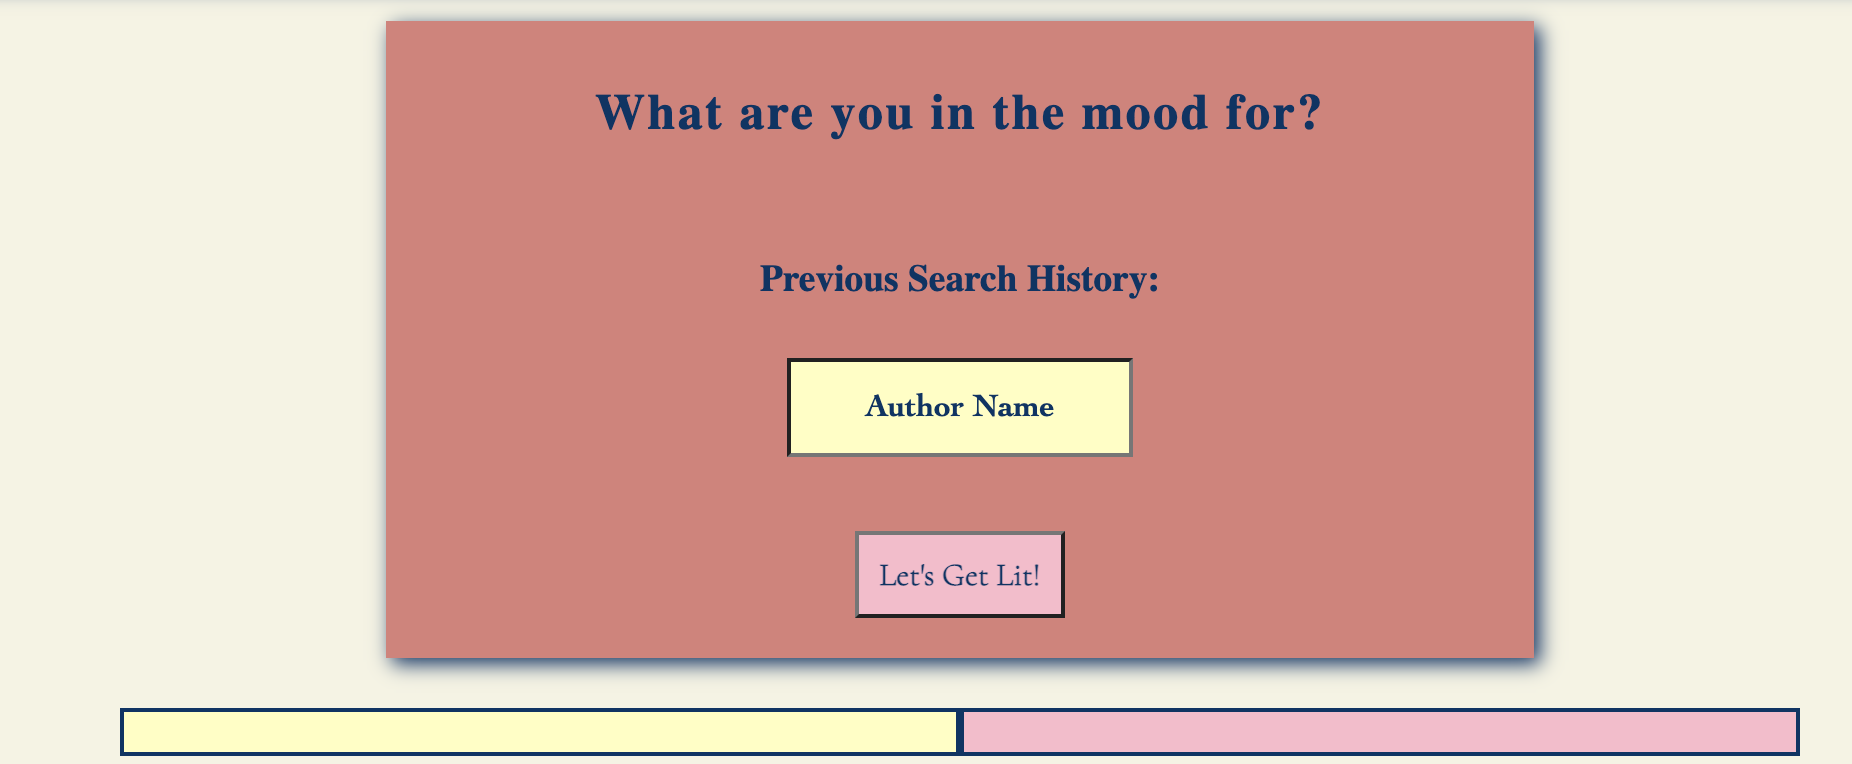 What are you in the mood for?
Previous Search History:
Author Name
Let's Get Lit!